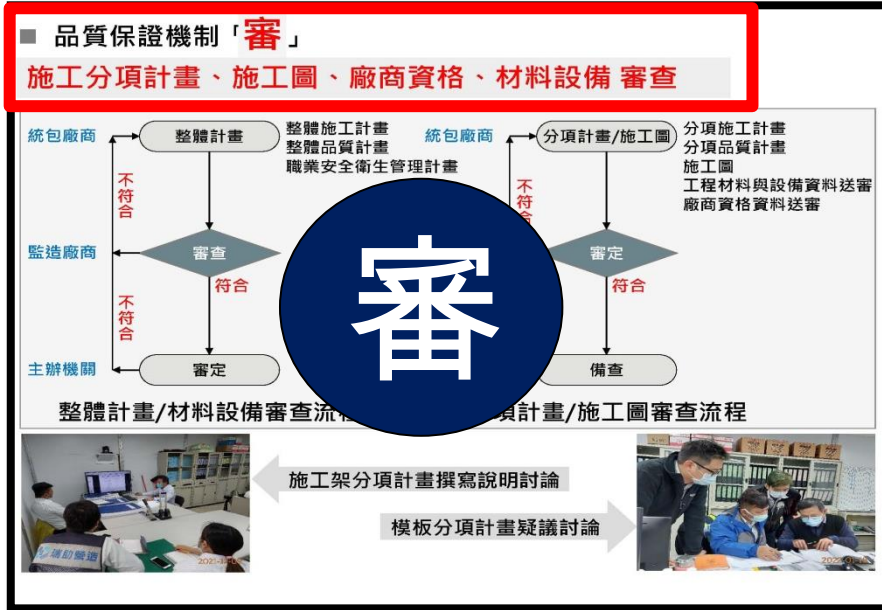 ■ 品質保證機制「審」
施工分項計畫、施工圖、廠商資格、材料設備 審查
統包廠商
整體計畫
整體施工計畫
整體品質計畫
職業安全衛生管理計畫
不符合
監造廠商
審查
符合
不符合
主辦機關
審定
整體計畫/材料設備審查流
審
統包廠商
分項計畫/施工圖
分項施工計畫
分項品質計畫
施工圖
工程材料與設備資料送審
廠商資格資料送審
不符
審定
符合
備查
項計畫/施工圖審查流程
施工架分項計畫撰寫說明討論
模板分項計畫疑議討論
營造